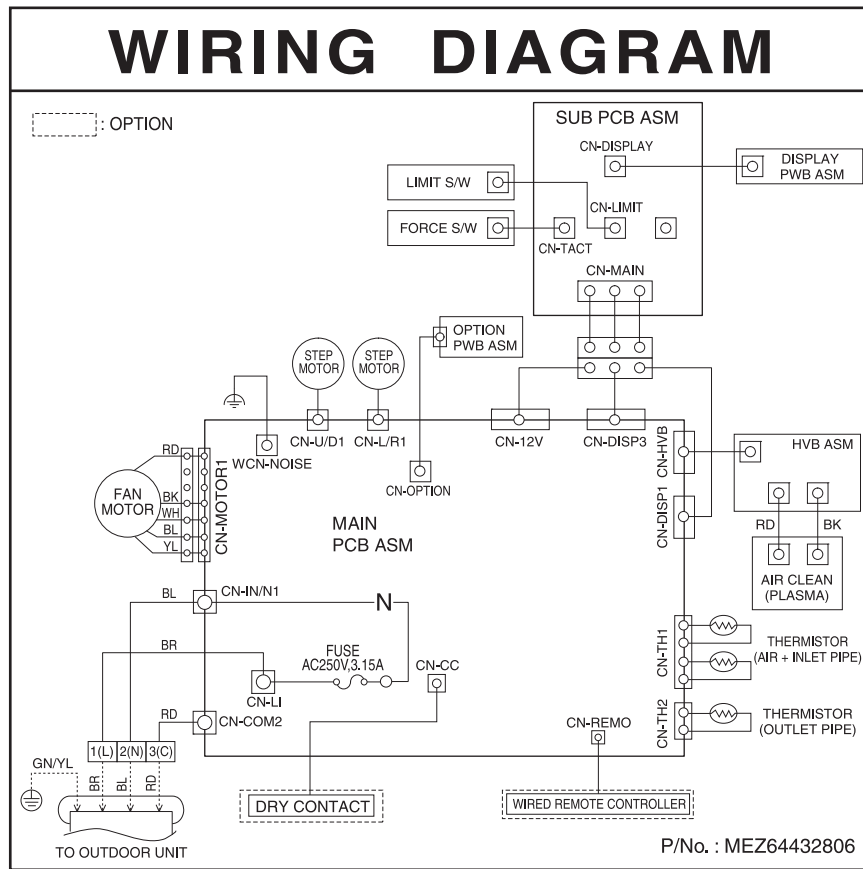 WIRING DIAGRAM
: OPTION
SUB PCB ASM
CN-DISPLAY
DISPLAY
PWB ASM
LIMIT S/W
CN-LIMIT
FORCE S/W
CN-TACT
CN-MAIN
OPTION
PWB ASM
STEP
MOTOR
STEP
MOTOR
CN-U/D1
CN-L/R1
CN-12V
CN-DISP3
WCN-NOISE
CN-OPTION
CN-HVB
HVB ASM
RD
BK
WH
BL
YL
FAN
MOTOR
CN-MOTOR1
MAIN
PCB ASM
CN-DISP1
RD
BK
AIR CLEAN
(PLASMA)
BL
CN-IN/N1
N
BR
FUSE
AC250V,3.15A
CN-CC
CN-LI
CN-TH1
THERMISTOR
(AIR + INLET PIPE)
RD
CN-COM2
CN-REMO
CN-TH2
THERMISTOR
(OUTLET PIPE)
1(L)
2(N)
3(C)
GN/YL
BR
BL
RD
DRY CONTACT
WIRED REMOTE CONTROLLER
TO OUTDOOR UNIT
P/No. : MEZ64432806